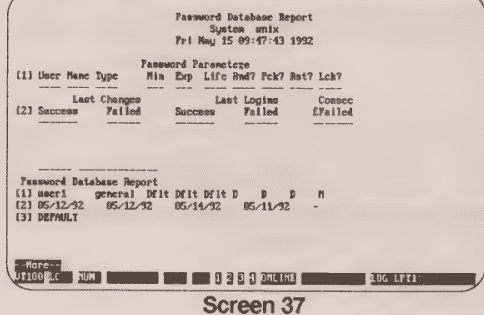 Password Database Report
System unix
Fri May 15 09:47:43 1992
Password Parameters
[1] User Name Type Min Exp Life Rnd? Pck? Rst? Lck?
Last Changes Last Logins Consec
[2] Success Failed Success Failed £Failed
Password Database Report
[1] user1 general Dflt Dflt Dflt D D D M
[2] 05/12/92 05/12/92 05/14/92 05/11/92 -
[3] DEFAULT
--More--
VT100 LC NUM 1 2 3 4 ONLINE LOG LPT1
Screen 37